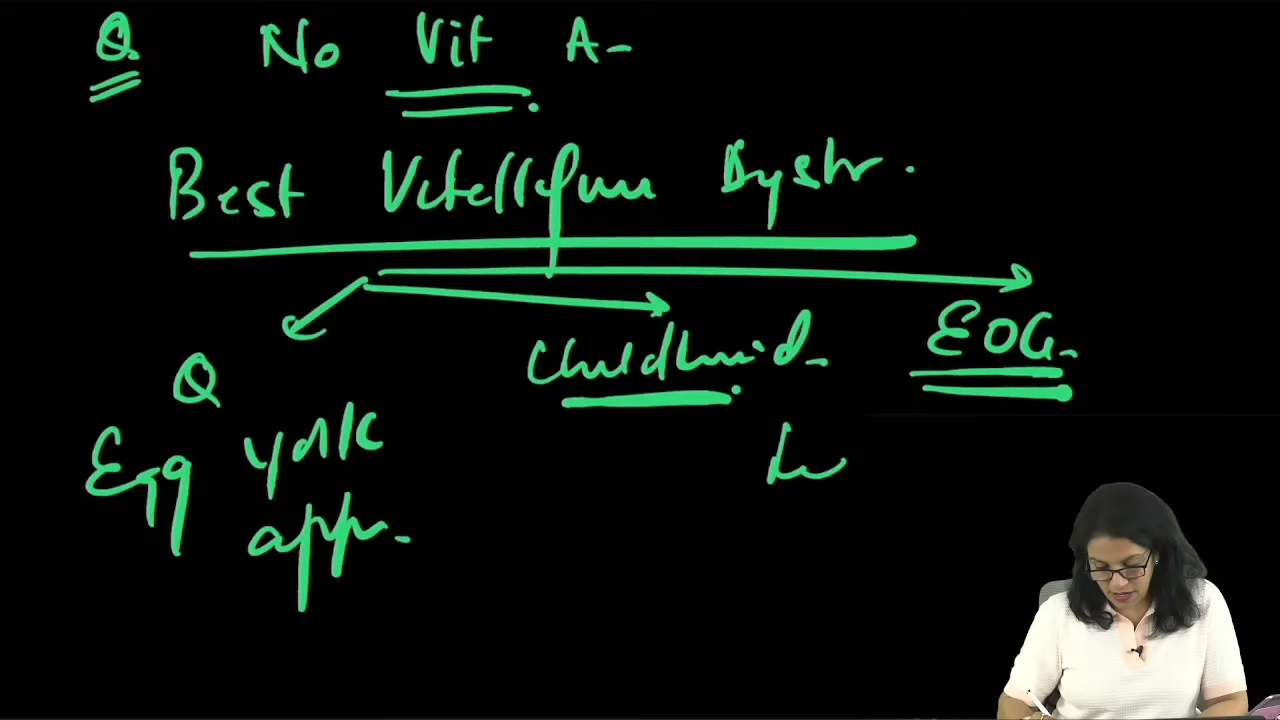 Q No Vit A-
Best Vitelliform Dystr.
Childhood-
EOG-
Q
Egg yolk
app.